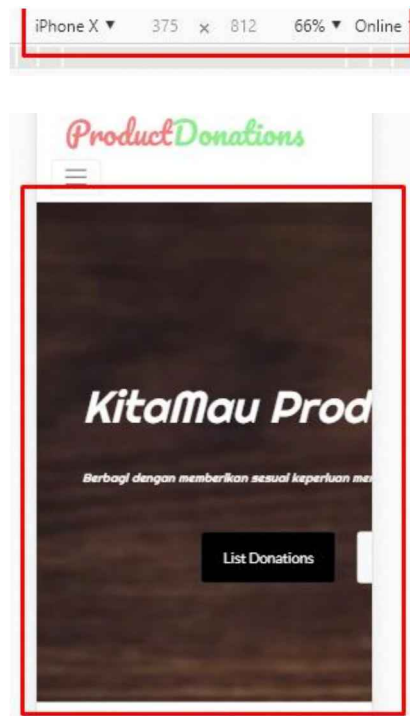 iPhone X ▼ 375 x 812 66% ▼ Online
ProductDonations
KitaMau Prod
Berbagi dengan memberikan sesuai keperluan me
List Donations